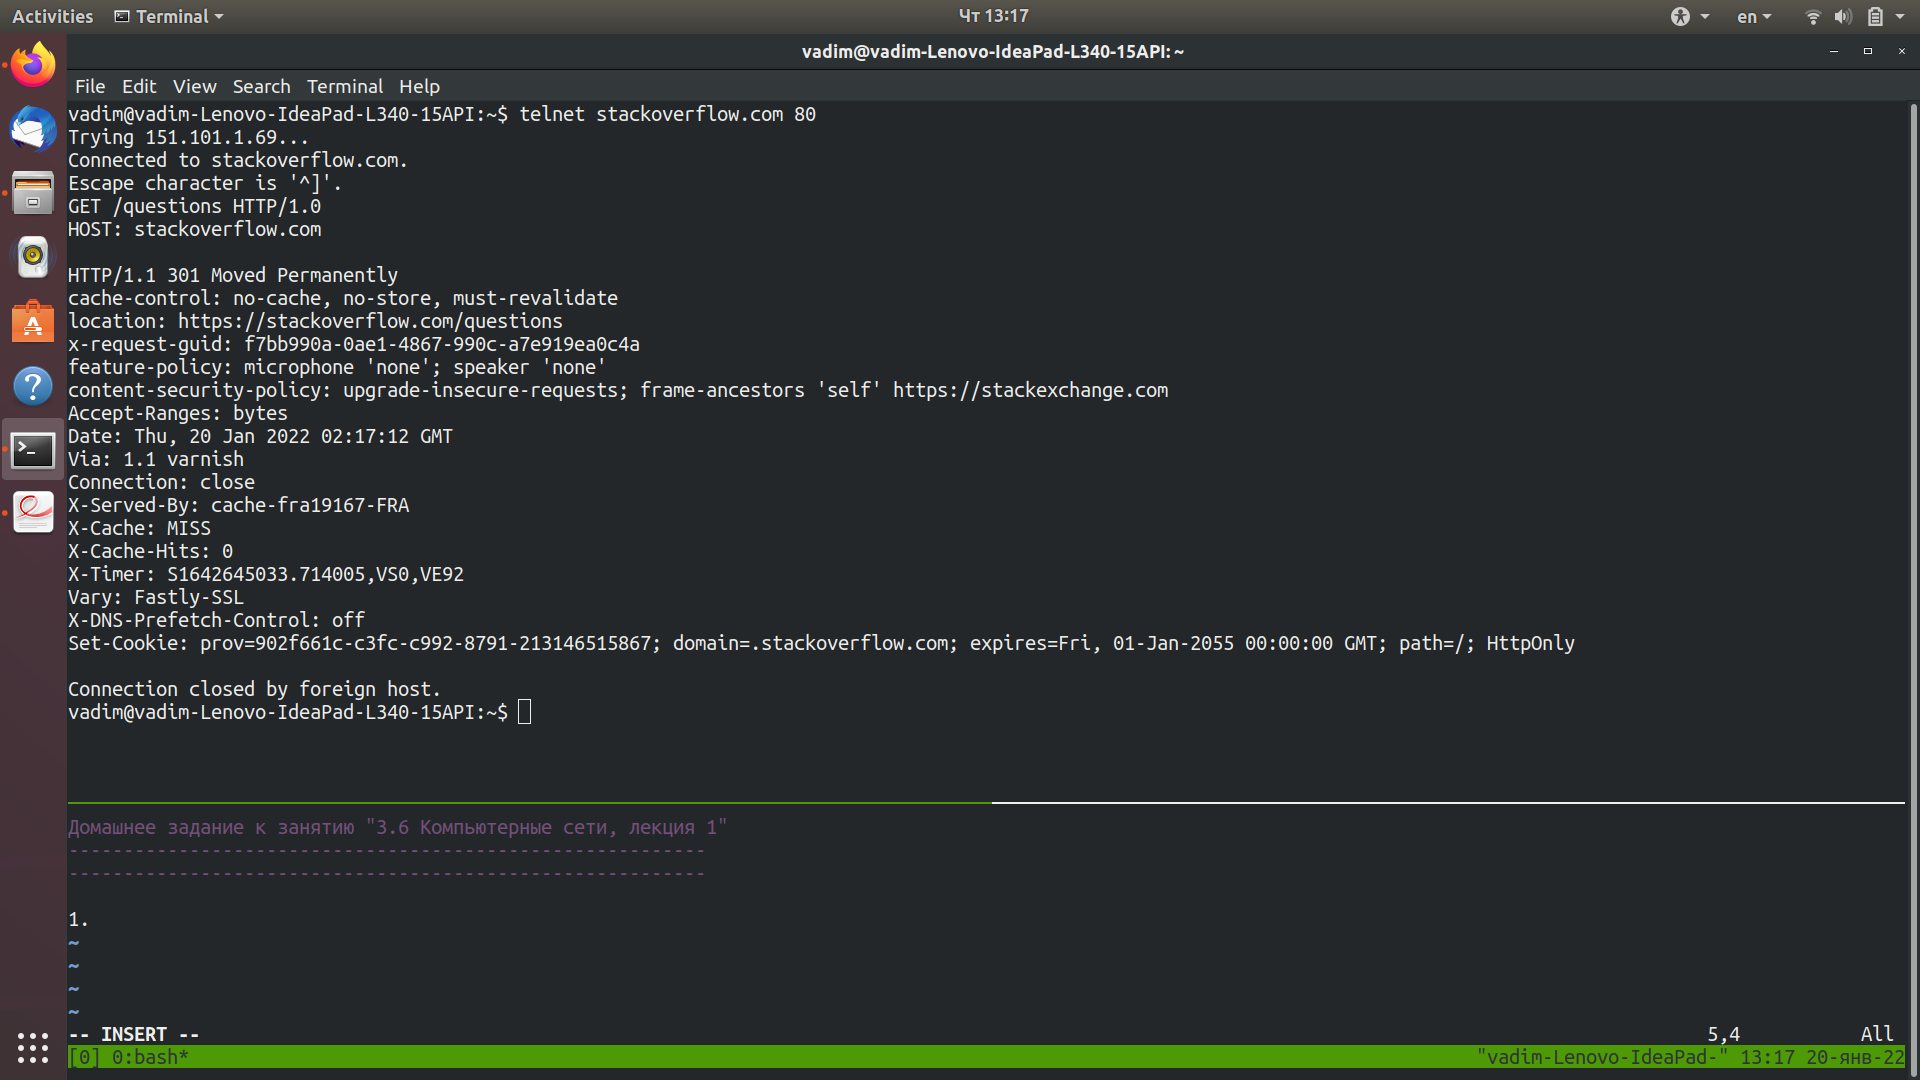 Activities Terminal Чт 13:17 en
vadim@vadim-Lenovo-IdeaPad-L340-15API: ~
File Edit View Search Terminal Help
vadim@vadim-Lenovo-IdeaPad-L340-15API:~$ telnet stackoverflow.com 80
Trying 151.101.1.69...
Connected to stackoverflow.com.
Escape character is '^]'.
GET /questions HTTP/1.0
HOST: stackoverflow.com
HTTP/1.1 301 Moved Permanently
cache-control: no-cache, no-store, must-revalidate
location: https://stackoverflow.com/questions
x-request-guid: f7bb990a-0ae1-4867-990c-a7e919ea0c4a
feature-policy: microphone 'none'; speaker 'none'
content-security-policy: upgrade-insecure-requests; frame-ancestors 'self' https://stackexchange.com
Accept-Ranges: bytes
Date: Thu, 20 Jan 2022 02:17:12 GMT
Via: 1.1 varnish
Connection: close
X-Served-By: cache-fra19167-FRA
X-Cache: MISS
X-Cache-Hits: 0
X-Timer: S1642645033.714005,VS0,VE92
Vary: Fastly-SSL
X-DNS-Prefetch-Control: off
Set-Cookie: prov=902f661c-c3fc-c992-8791-213146515867; domain=.stackoverflow.com; expires=Fri, 01-Jan-2055 00:00:00 GMT; path=/; HttpOnly
Connection closed by foreign host.
vadim@vadim-Lenovo-IdeaPad-L340-15API:~$
Домашнее задание к занятию "3.6 Компьютерные сети, лекция 1"
----------------------------------------------------------
----------------------------------------------------------
1.
~
~
~
~
-- INSERT -- 5,4 All
[0] 0:bash* "vadim-Lenovo-IdeaPad-" 13:17 20-янв-22